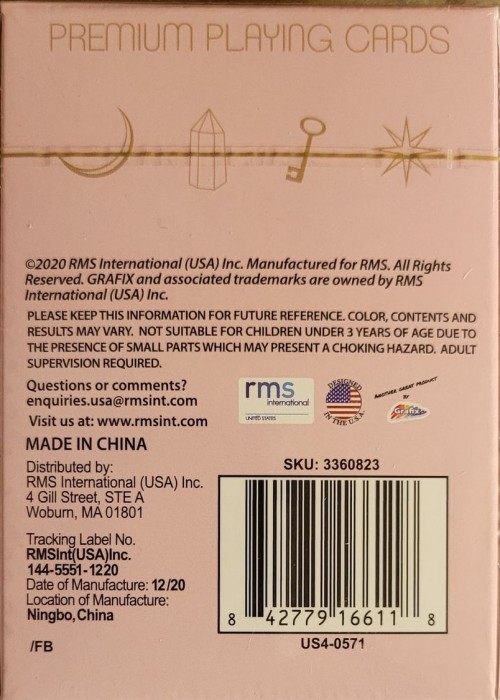 PREMIUM PLAYING CARDS
©2020 RMS International (USA) Inc. Manufactured for RMS. All Rights
Reserved. GRAFIX and associated trademarks are owned by RMS
International (USA) Inc.
PLEASE KEEP THIS INFORMATION FOR FUTURE REFERENCE. COLOR, CONTENTS AND
RESULTS MAY VARY. NOT SUITABLE FOR CHILDREN UNDER 3 YEARS OF AGE DUE TO
THE PRESENCE OF SMALL PARTS WHICH MAY PRESENT A CHOKING HAZARD. ADULT
SUPERVISION REQUIRED.
Questions or comments?
enquiries.usa@rmsint.com
Visit us at: www.rmsint.com
rms
international
UNITED STATES
DESIGNED
IN THE U.S.A.
ANOTHER GREAT PRODUCT
BY
Grafix
MADE IN CHINA
Distributed by:
RMS International (USA) Inc.
4 Gill Street, STE A
Woburn, MA 01801
Tracking Label No.
RMSInt(USA)Inc.
144-5551-1220
Date of Manufacture: 12/20
Location of Manufacture:
Ningbo,China
/FB
SKU: 3360823
8 42779 16611 8
US4-0571